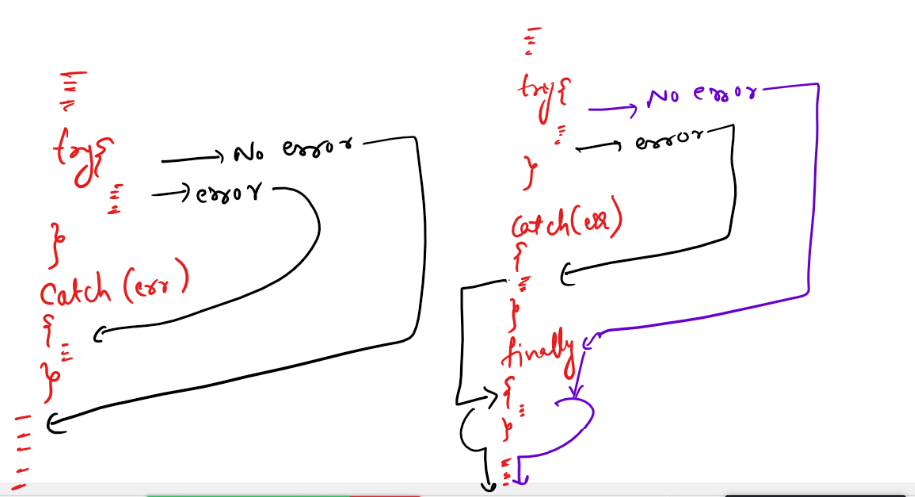 try{
→ No error
→ error
}
catch (err)
{
}
try{
→ No error
→ error
}
catch(err)
{
}
finally
{
}